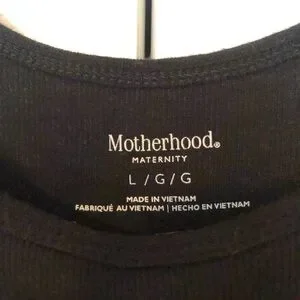 Motherhood®
MATERNITY
L / G / G
MADE IN VIETNAM
FABRIQUÉ AU VIETNAM | HECHO EN VIETNAM